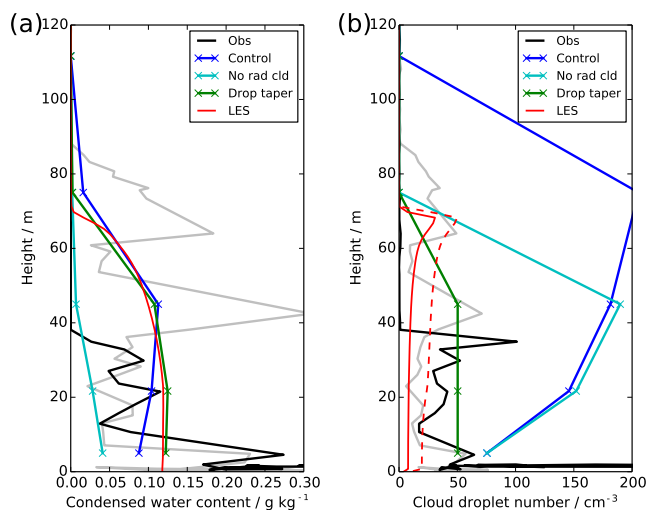 (a)
120
100
80
60
40
20
0
Height / m
0.00 0.05 0.10 0.15 0.20 0.25 0.30
Condensed water content / g kg⁻¹
Obs
Control
No rad cld
Drop taper
LES
(b)
120
100
80
60
40
20
0
Height / m
0 50 100 150 200
Cloud droplet number / cm⁻³
Obs
Control
No rad cld
Drop taper
LES